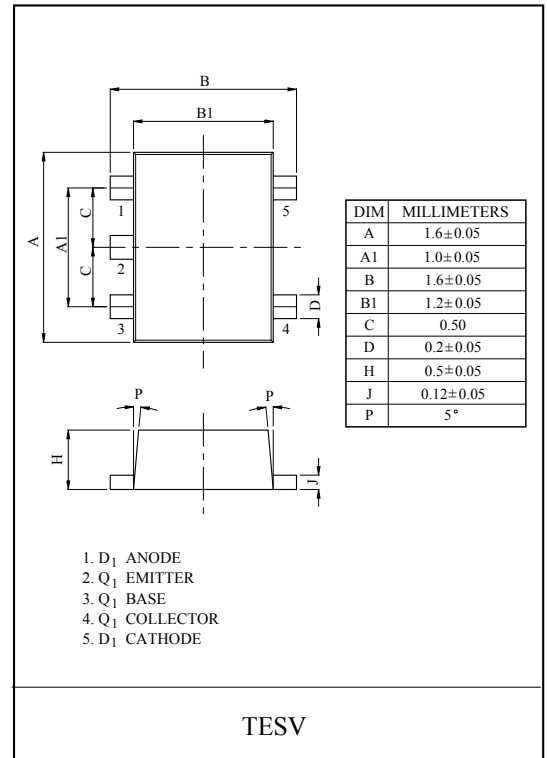 B
B1
A
A1
C
C
1
2
3
5
4
D
DIM MILLIMETERS
A 1.6±0.05
A1 1.0±0.05
B 1.6±0.05
B1 1.2±0.05
C 0.50
D 0.2±0.05
H 0.5±0.05
J 0.12±0.05
P 5°
P
P
H
J
1. D1 ANODE
2. Q1 EMITTER
3. Q1 BASE
4. Q1 COLLECTOR
5. D1 CATHODE
TESV